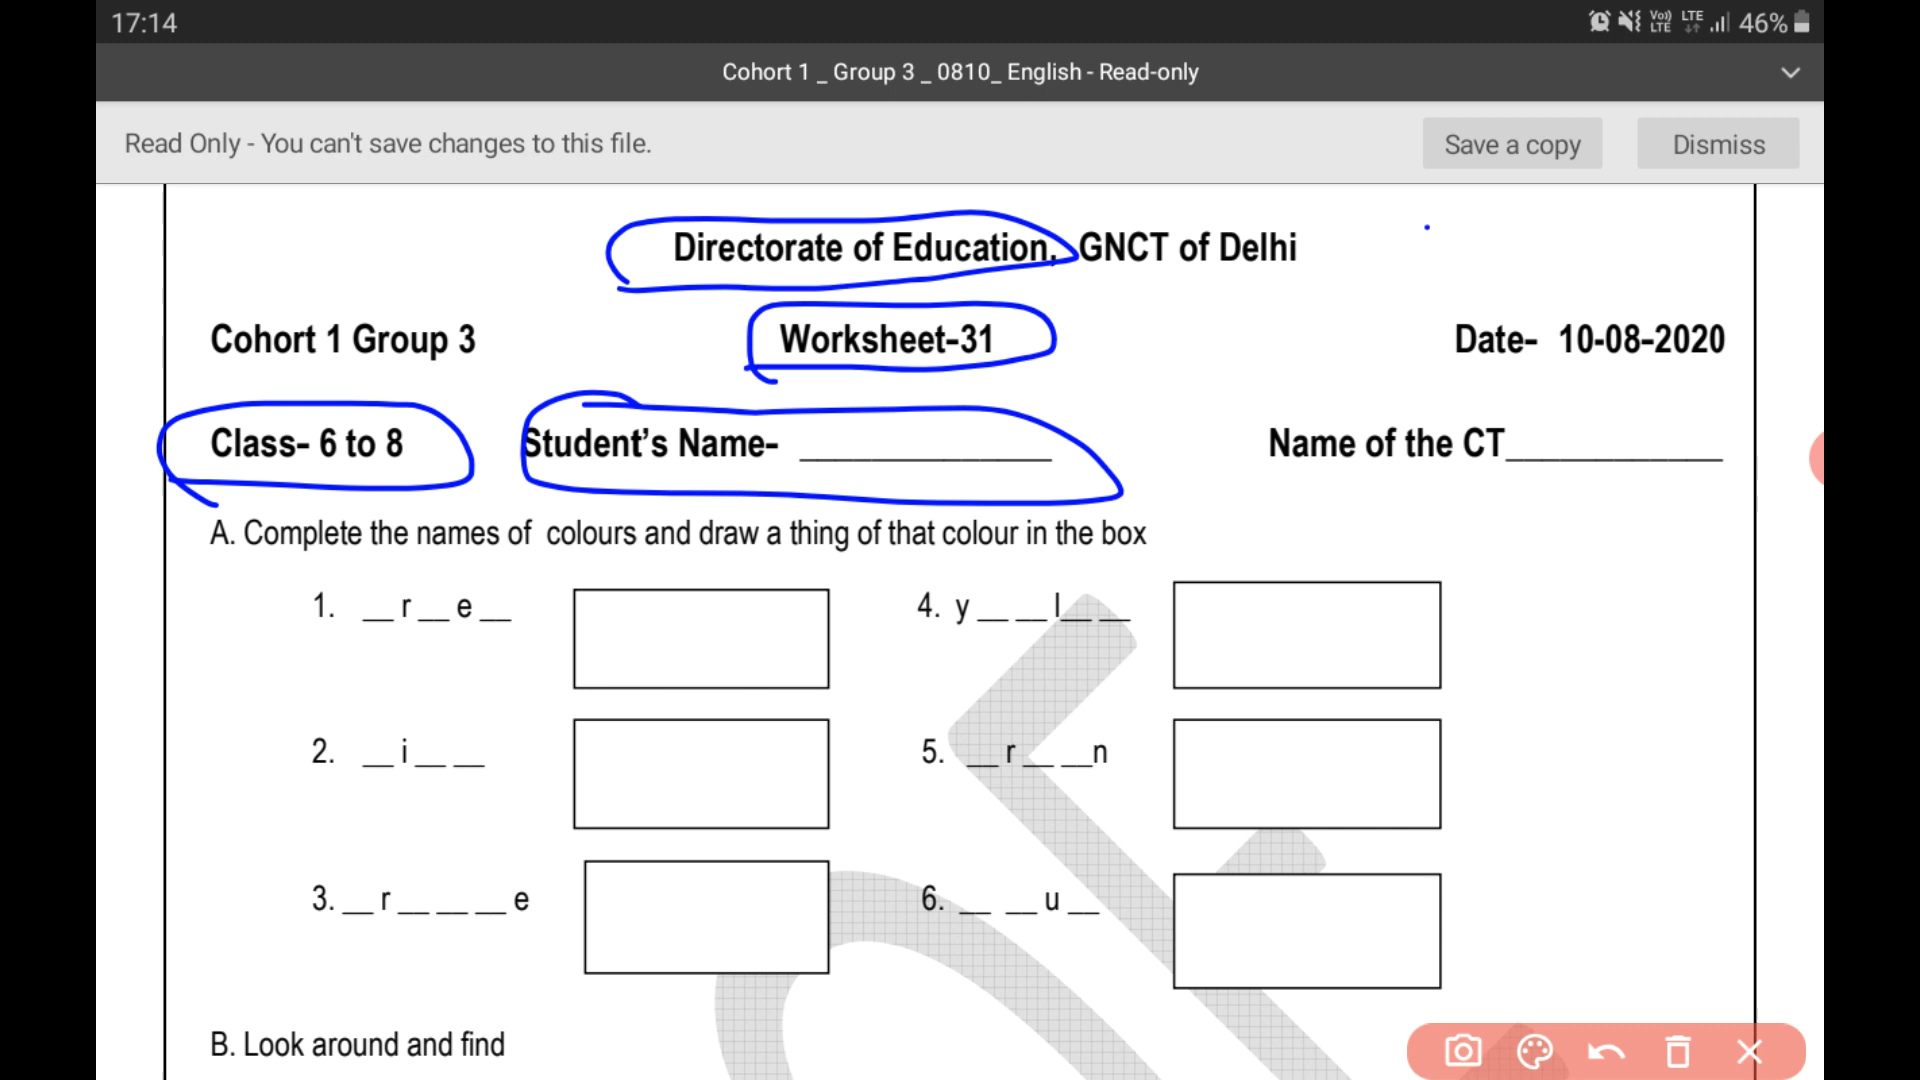 17:14 Vo)) LTE LTE 46%
Cohort 1 _ Group 3 _ 0810_ English - Read-only
Read Only - You can't save changes to this file. Save a copy Dismiss
Directorate of Education, GNCT of Delhi
Cohort 1 Group 3 Worksheet-31 Date- 10-08-2020
Class- 6 to 8 Student's Name- ______________ Name of the CT____________
A. Complete the names of colours and draw a thing of that colour in the box
1. __r__e__ 4. y__ __l__ __
2. __i__ __ 5. __r__ __n
3. __r__ __ __e 6. __ __u__
B. Look around and find